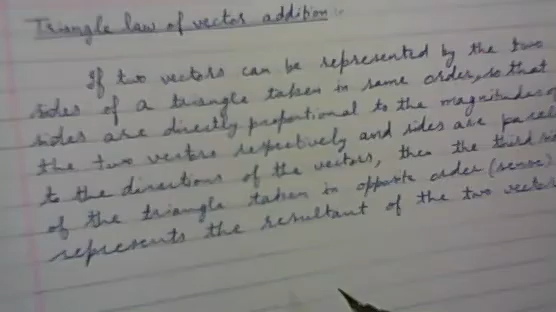 Triangle law of vector addition :-
If two vectors can be represented by the two
sides of a triangle taken in same order, so that
sides are directly proportional to the magnitudes of
the two vectors respectively and sides are
to the directions of the vectors, then the third
of the triangle taken in opposite order (sense)
represents the resultant of the two vectors